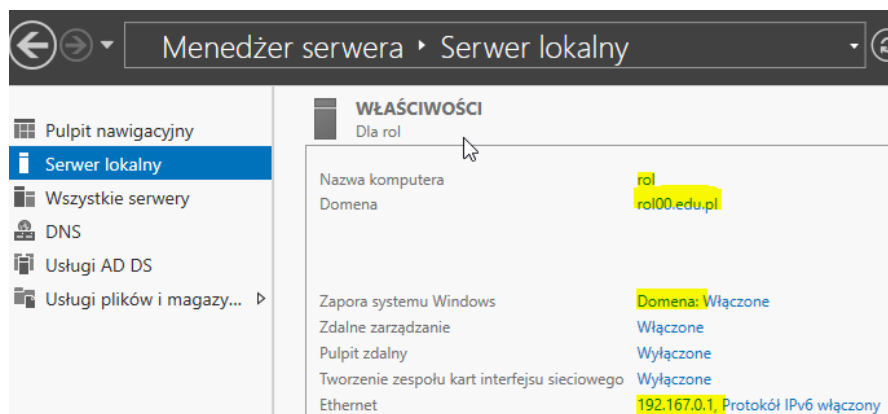 Menedżer serwera ‣ Serwer lokalny
Pulpit nawigacyjny
Serwer lokalny
Wszystkie serwery
DNS
Usługi AD DS
Usługi plików i magazy...
WŁAŚCIWOŚCI
Dla rol
Nazwa komputera rol
Domena rol00.edu.pl
Zapora systemu Windows Domena: Włączone
Zdalne zarządzanie Włączone
Pulpit zdalny Wyłączone
Tworzenie zespołu kart interfejsu sieciowego Wyłączone
Ethernet 192.167.0.1, Protokół IPv6 włączony